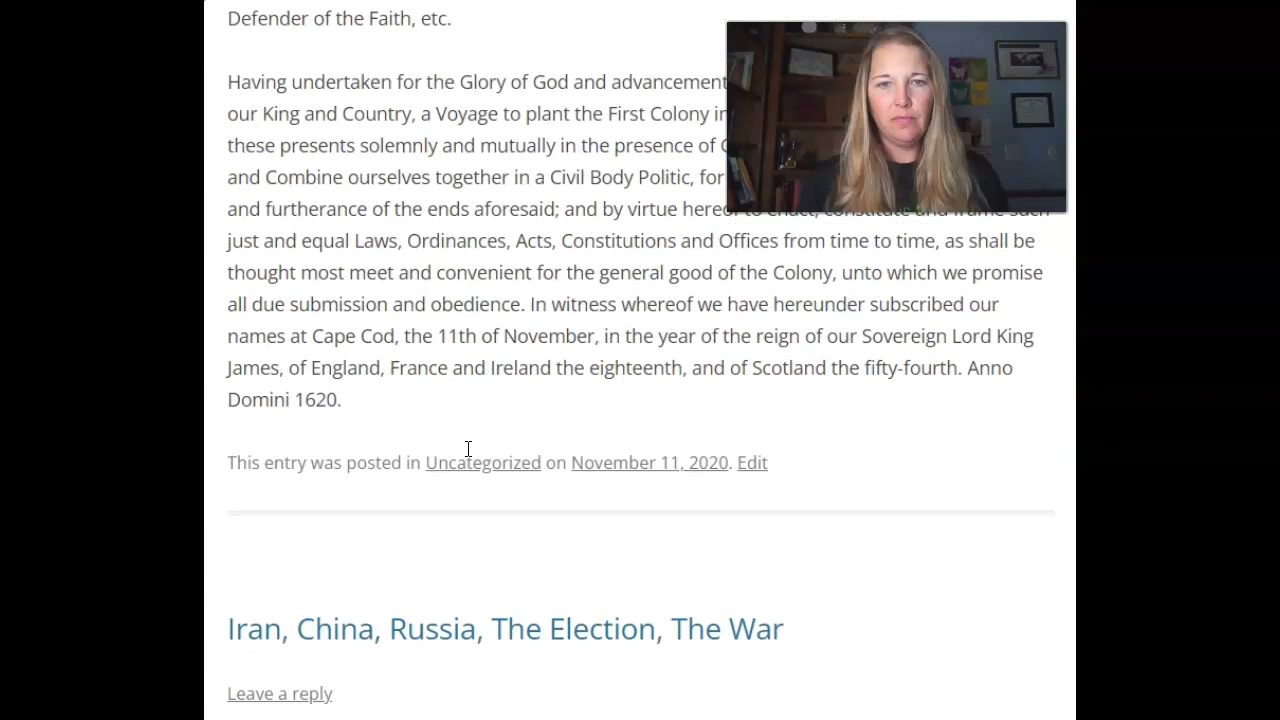 Defender of the Faith, etc.
Having undertaken for the Glory of God and advancement
our King and Country, a Voyage to plant the First Colony in
these presents solemnly and mutually in the presence of
and Combine ourselves together in a Civil Body Politic, for
and furtherance of the ends aforesaid; and by virtue hereof to enact, constitute and frame such
just and equal Laws, Ordinances, Acts, Constitutions and Offices from time to time, as shall be
thought most meet and convenient for the general good of the Colony, unto which we promise
all due submission and obedience. In witness whereof we have hereunder subscribed our
names at Cape Cod, the 11th of November, in the year of the reign of our Sovereign Lord King
James, of England, France and Ireland the eighteenth, and of Scotland the fifty-fourth. Anno
Domini 1620.
This entry was posted in Uncategorized on November 11, 2020. Edit
Iran, China, Russia, The Election, The War
Leave a reply